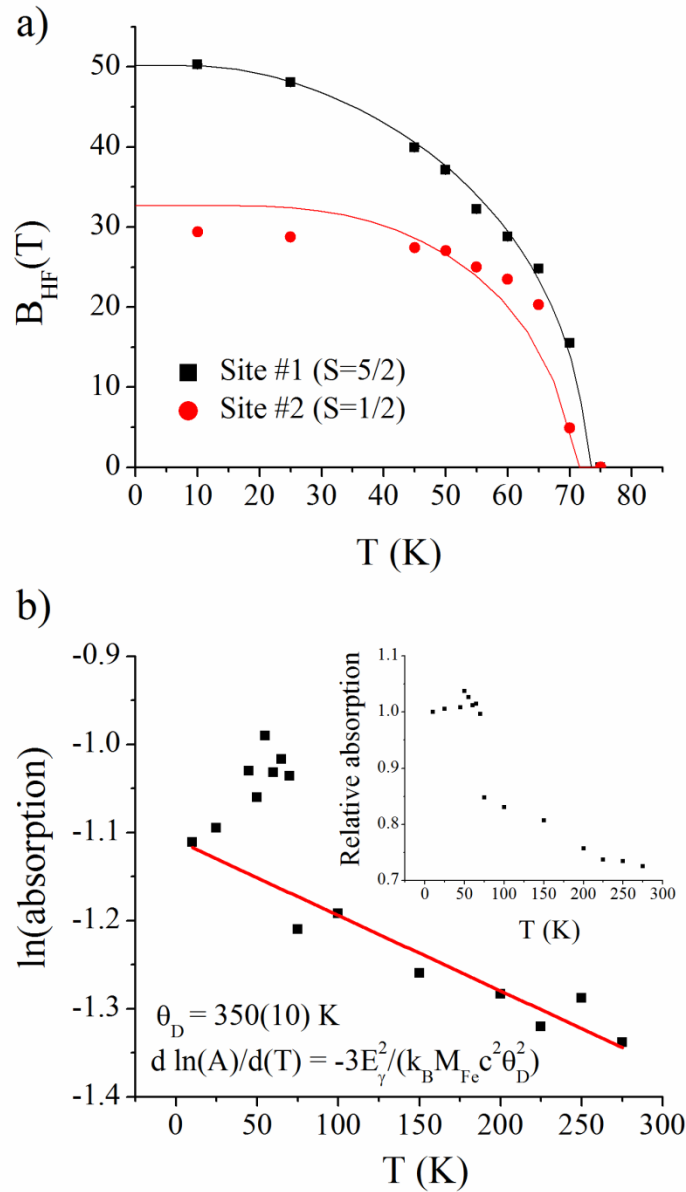 a)
50
40
30
20
10
0
B_HF(T)
Site #1 (S=5/2)
Site #2 (S=1/2)
0 10 20 30 40 50 60 70 80
T (K)
b)
-0.9
-1.0
-1.1
-1.2
-1.3
-1.4
ln(absorption)
1.1
1.0
0.9
0.8
0.7
Relative absorption
0 50 100 150 200 250 300
T (K)
θ_D = 350(10) K
d ln(A)/d(T) = -3E_γ^2/(k_B M_Fe c^2 θ_D^2)
0 50 100 150 200 250 300
T (K)